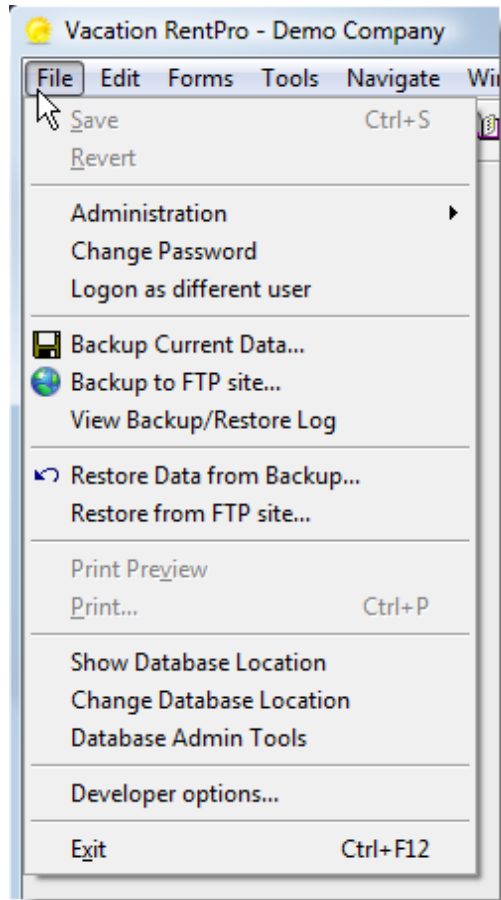 Vacation RentPro - Demo Company
File Edit Forms Tools Navigate
Save Ctrl+S
Revert
Administration
Change Password
Logon as different user
Backup Current Data...
Backup to FTP site...
View Backup/Restore Log
Restore Data from Backup...
Restore from FTP site...
Print Preview
Print... Ctrl+P
Show Database Location
Change Database Location
Database Admin Tools
Developer options...
Exit Ctrl+F12